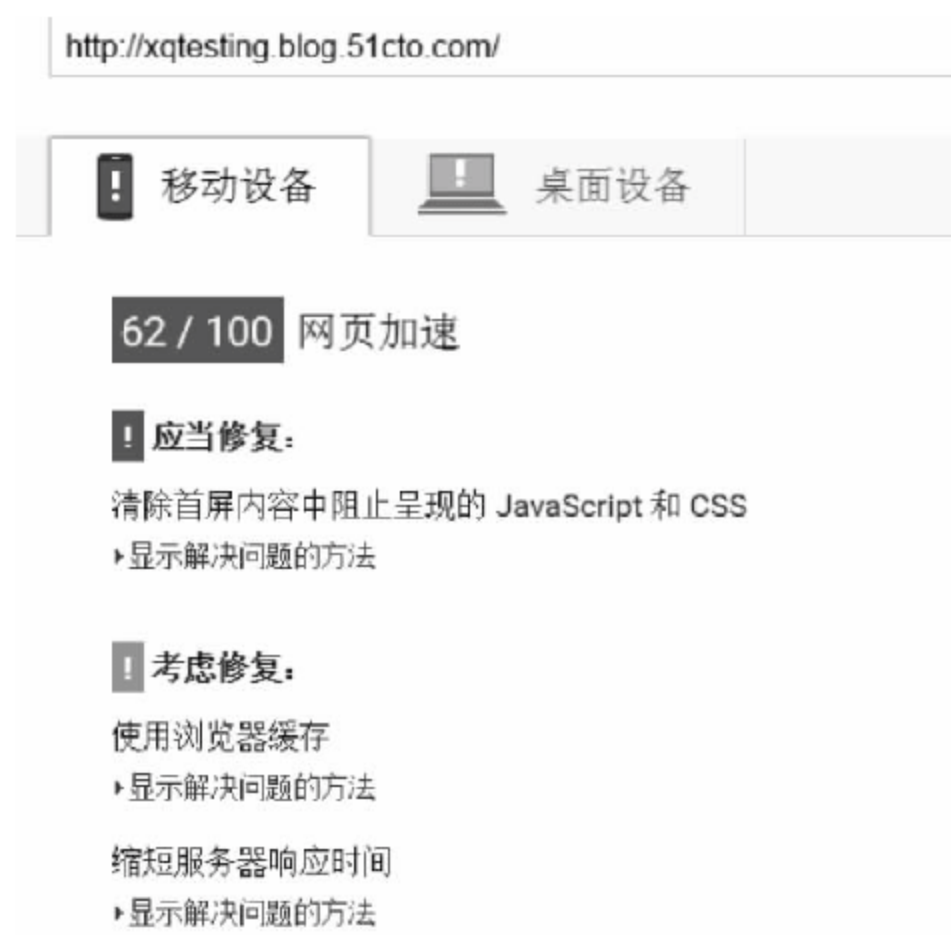 http://xqtesting.blog.51cto.com/
移动设备
桌面设备
62 / 100 网页加速
! 应当修复：
清除首屏内容中阻止呈现的 JavaScript 和 CSS
▸显示解决问题的方法
! 考虑修复：
使用浏览器缓存
▸显示解决问题的方法
缩短服务器响应时间
▸显示解决问题的方法